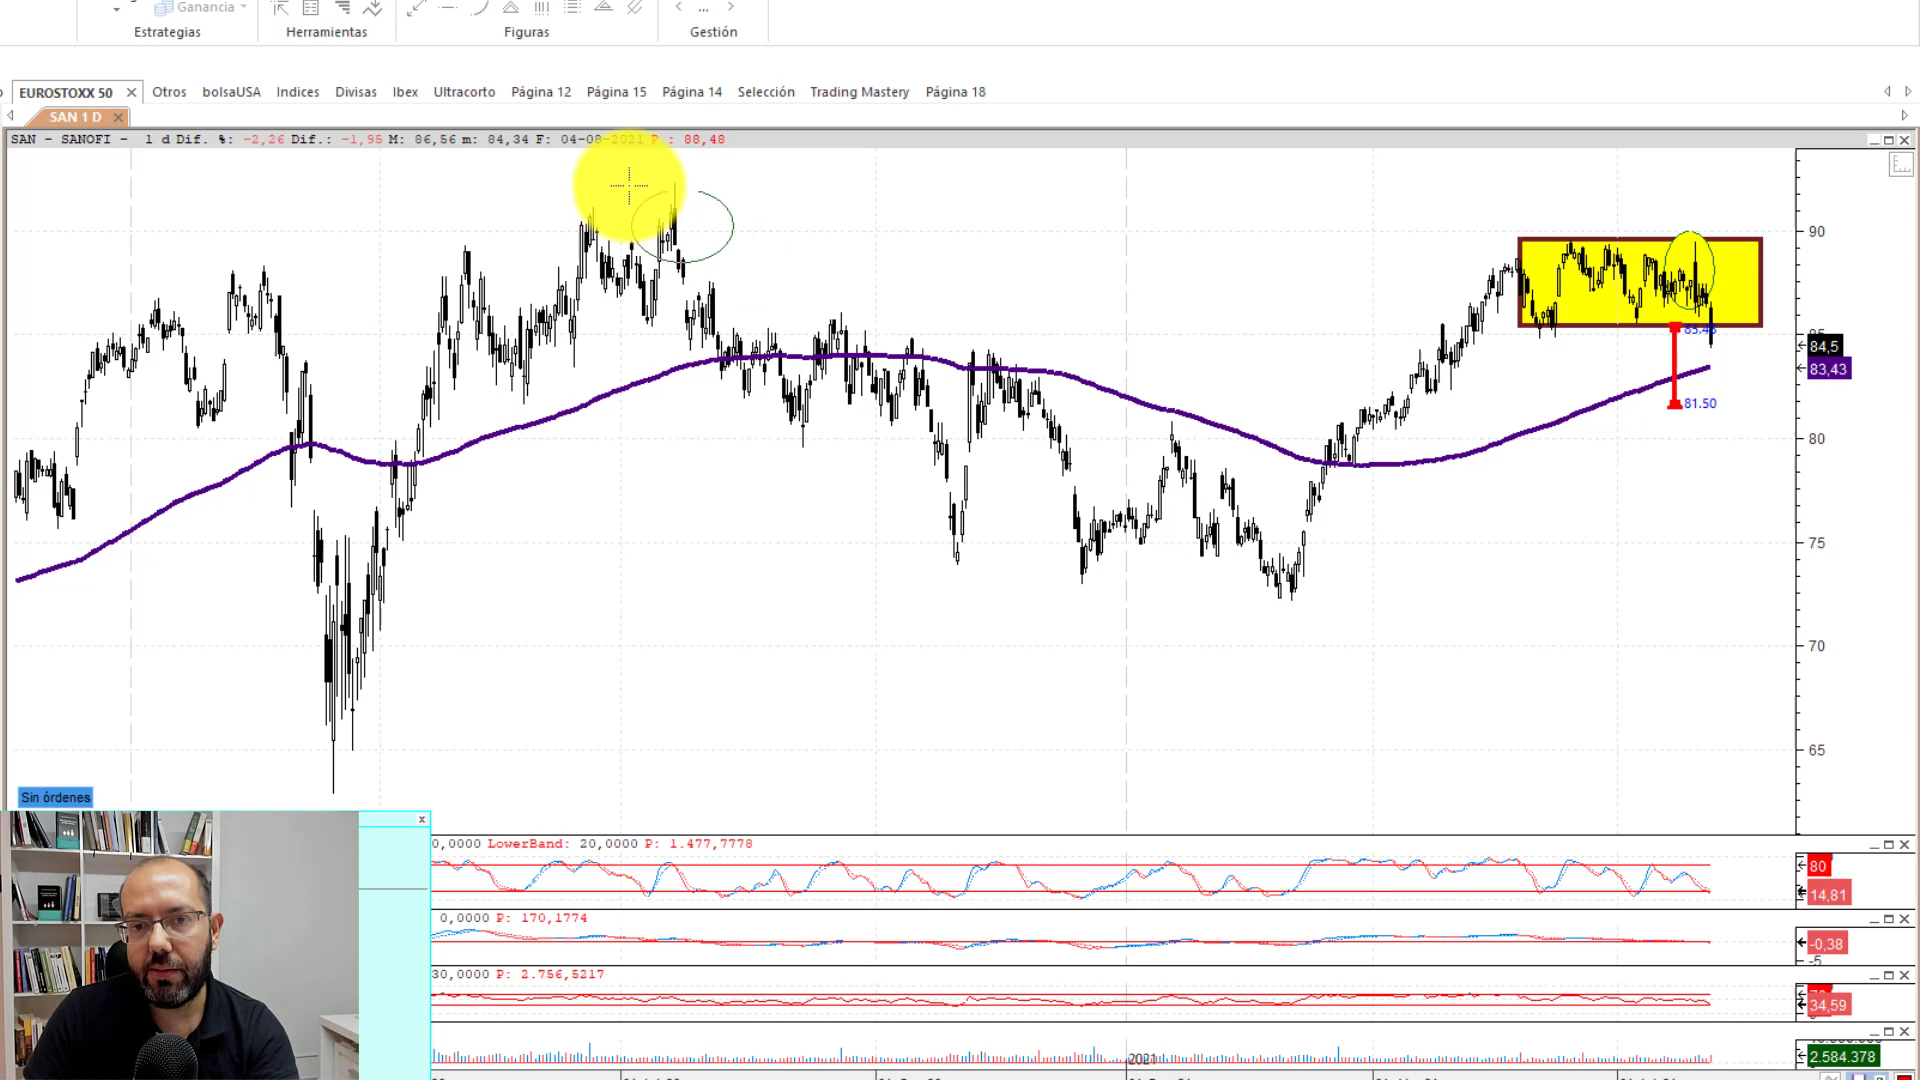 Ganancia
Estrategias Herramientas Figuras Gestión
EUROSTOXX 50 Otros bolsaUSA Indices Divisas Ibex Ultracorto Página 12 Página 15 Página 14 Selección Trading Mastery Página 18
SAN 1 D
SAN - SANOFI - 1 d Dif. %: -2,26 Dif.: -1,95 M: 86,56 m: 84,34 F: 04-08-2021 P : 88,48
90
85.48
84,5
83,43
81.50
80
75
70
65
Sin órdenes
0,0000 LowerBand: 20,0000 P: 1.477,7778
80
14,81
0,0000 P: 170,1774
-0,38
-5
30,0000 P: 2.756,5217
34,59
2021
2.584.378